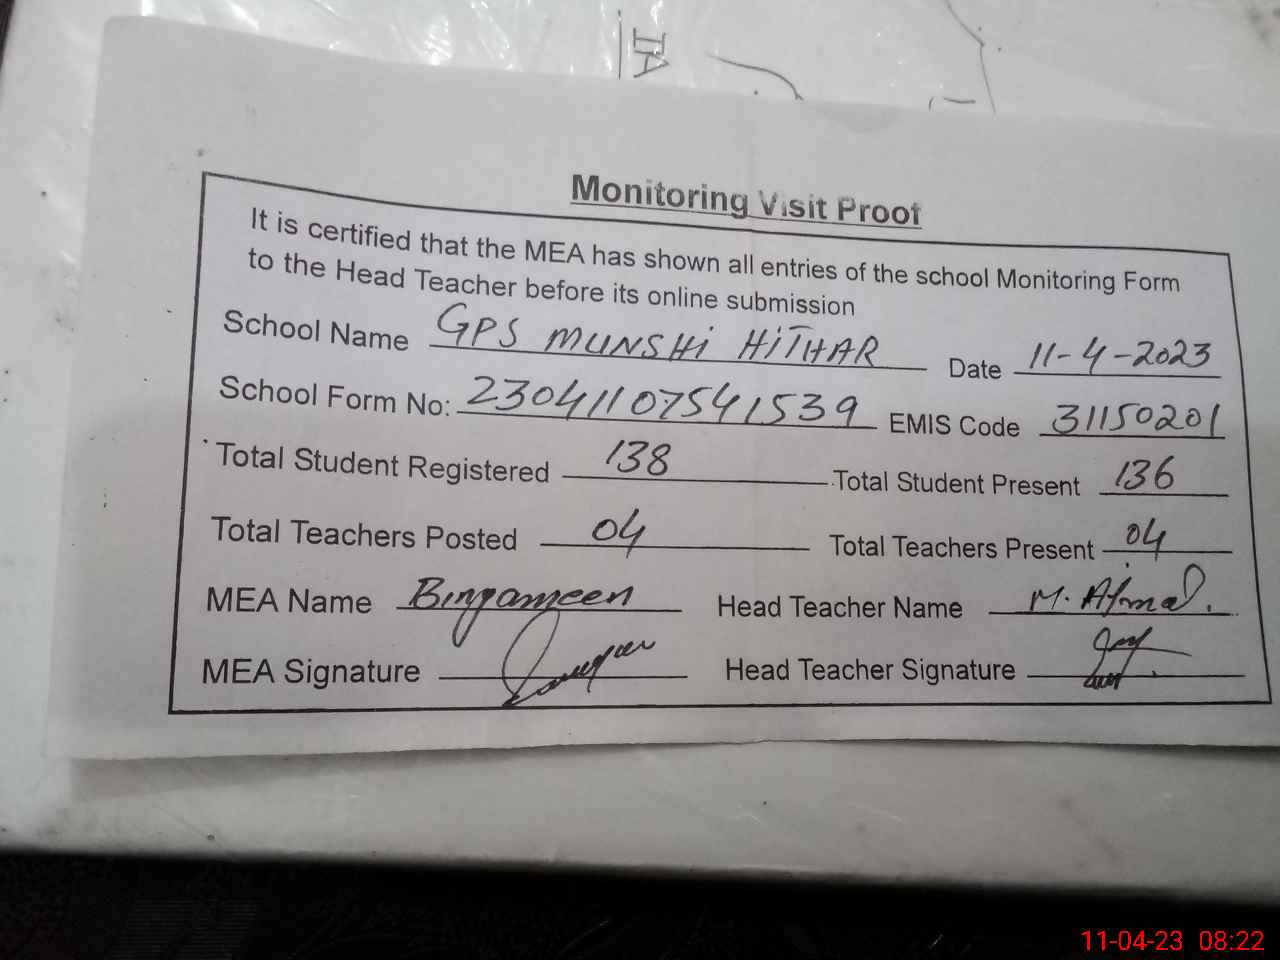 IA
Monitoring Visit Proof
It is certified that the MEA has shown all entries of the school Monitoring Form
to the Head Teacher before its online submission
School Name GPS MUNSHi HiTHAR Date 11-4-2023
School Form No: 23041107541539 EMIS Code 31150201
Total Student Registered 138 Total Student Present 136
Total Teachers Posted 04 Total Teachers Present 04
MEA Name Binyameen Head Teacher Name M. Ajmal.
MEA Signature Head Teacher Signature
11-04-23 08:22